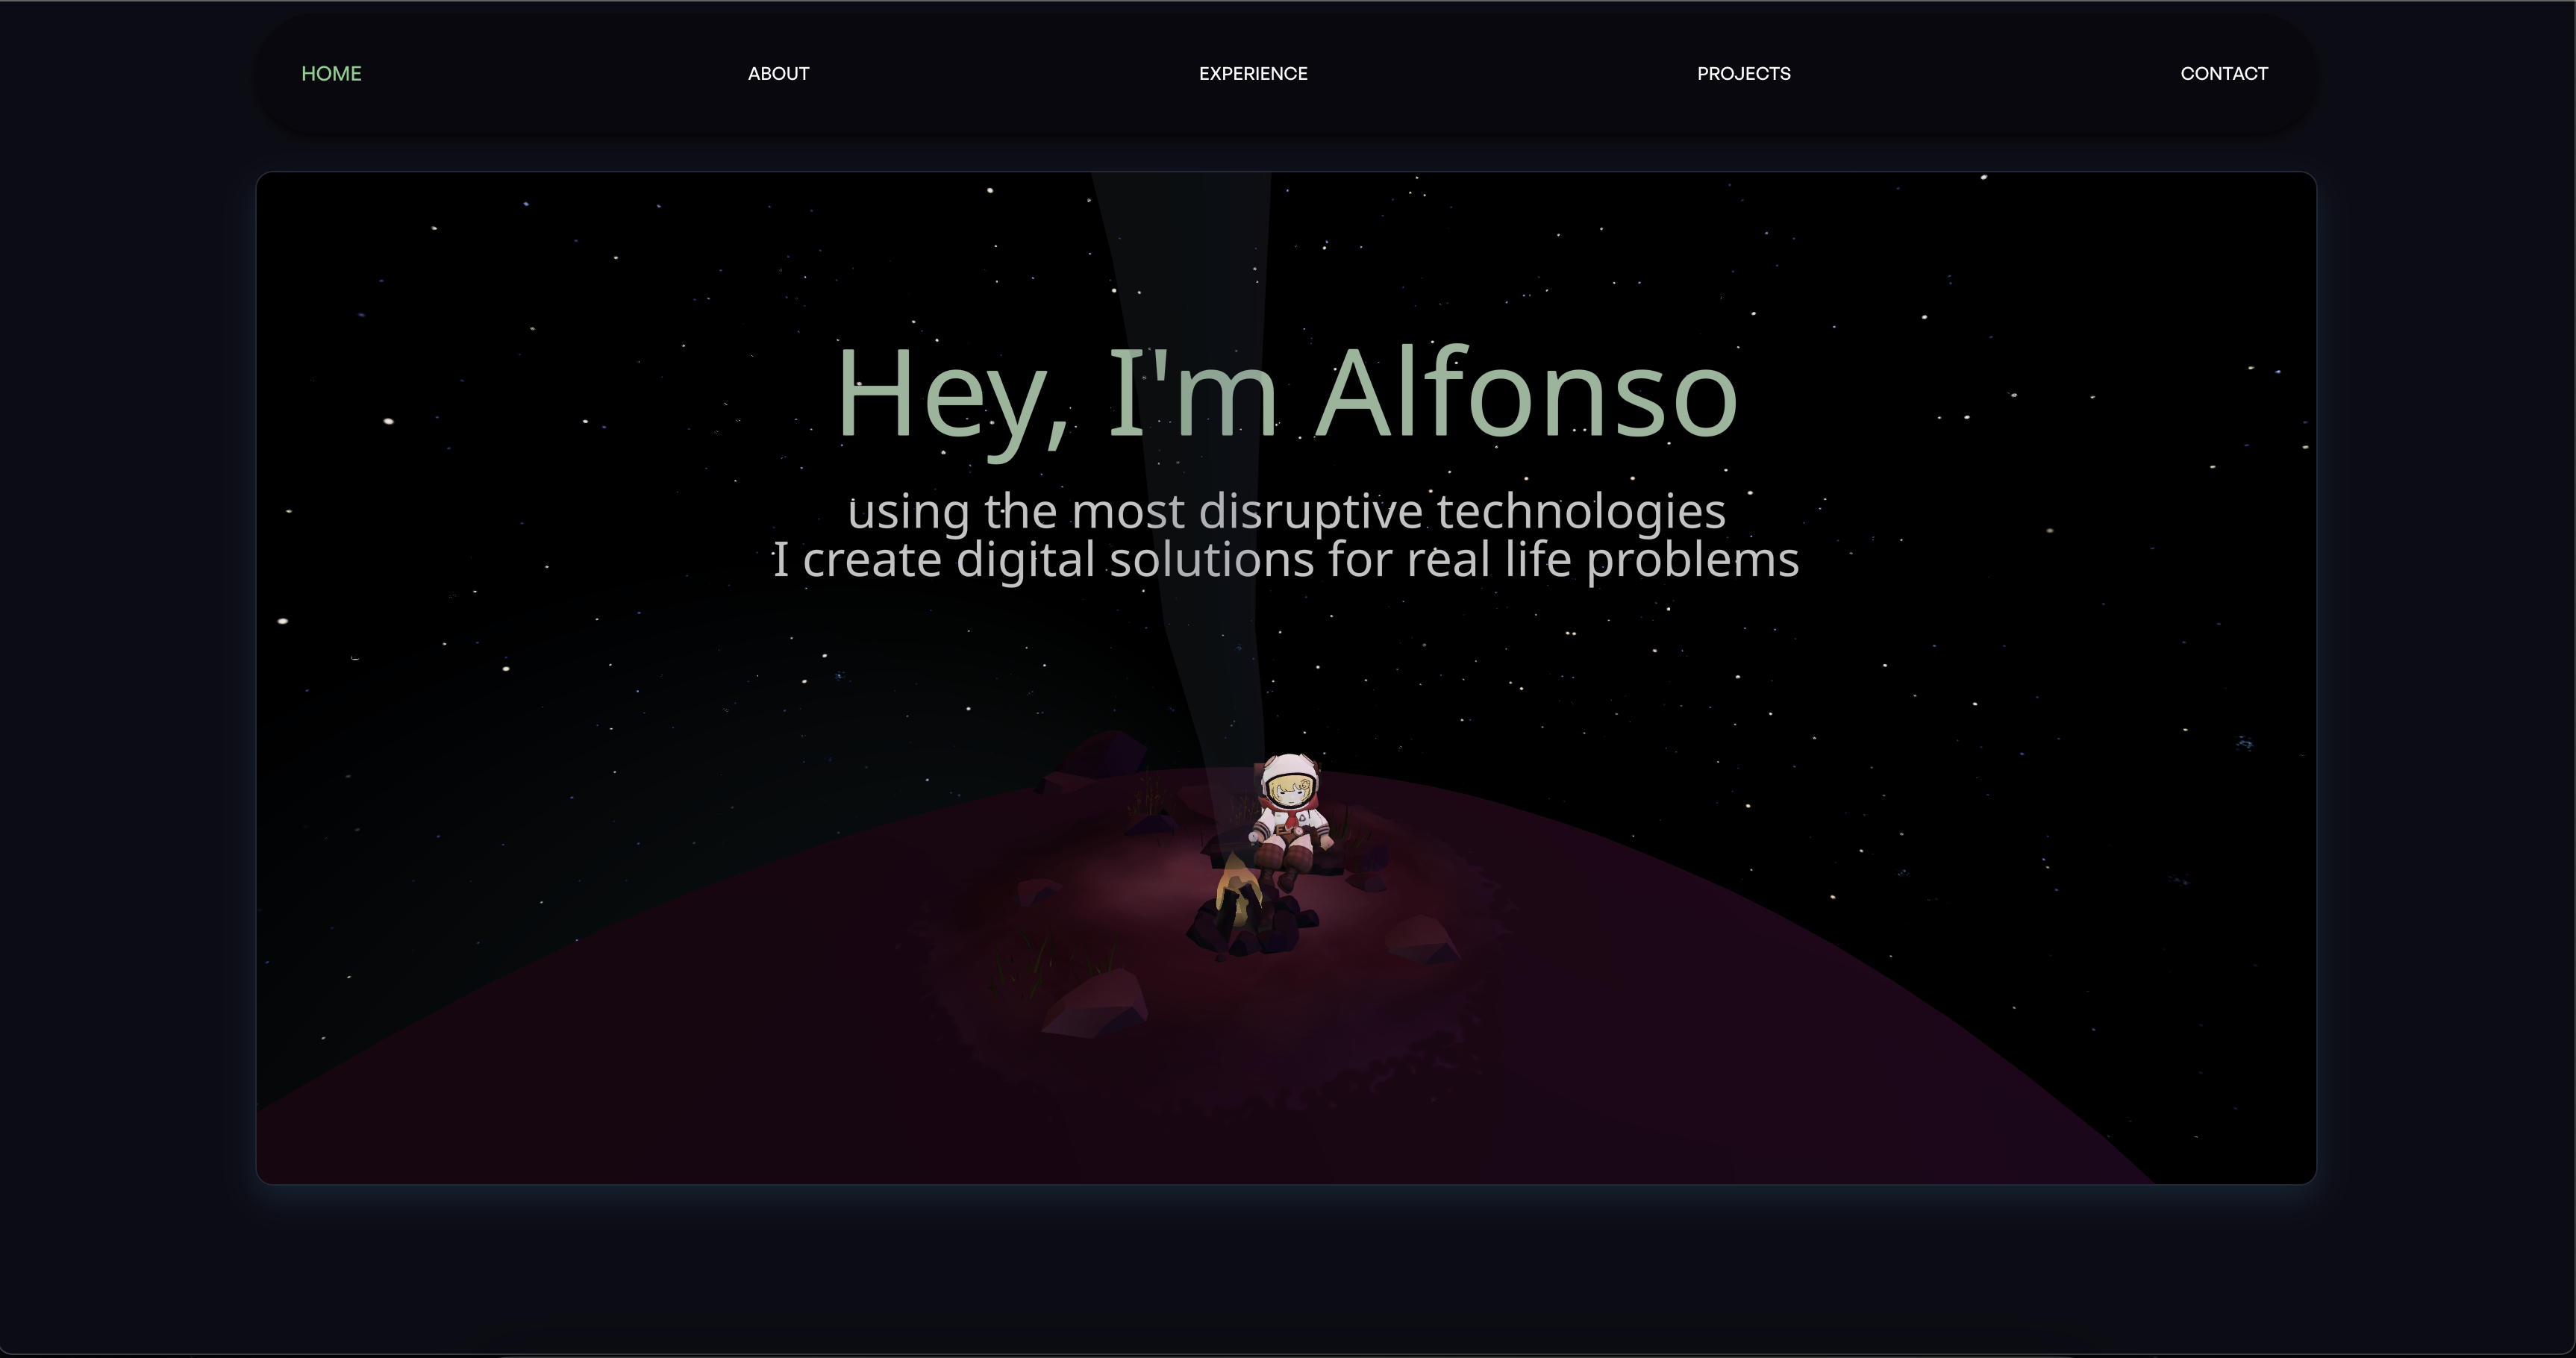 HOME
ABOUT
EXPERIENCE
PROJECTS
CONTACT
Hey, I'm Alfonso
using the most disruptive technologies
I create digital solutions for real life problems